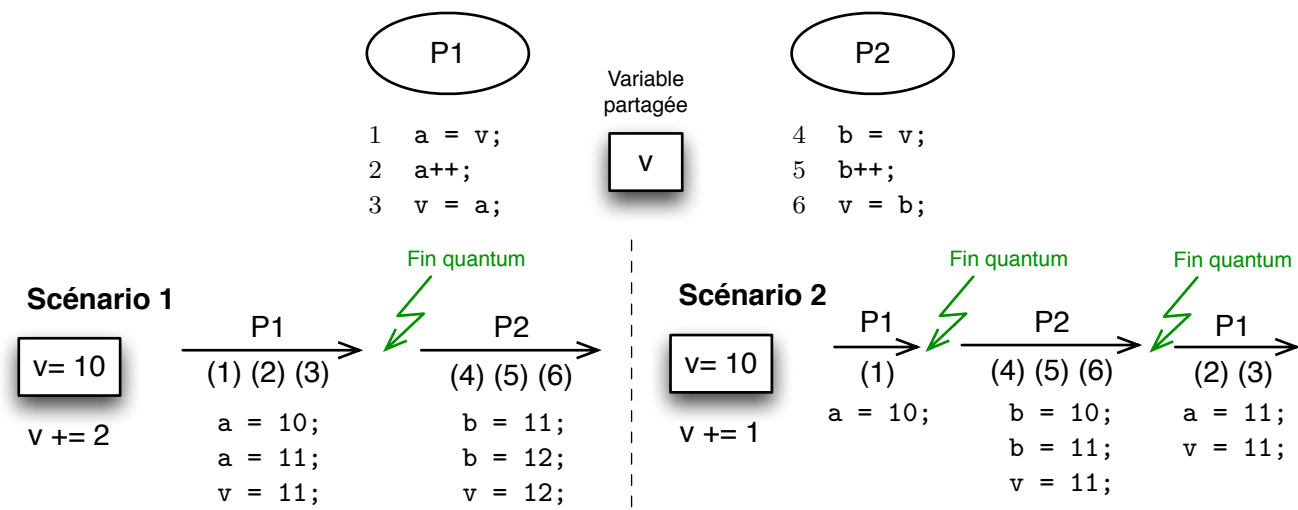 P1
P2
Variable
partagée
v
1 a = v;
2 a++;
3 v = a;
4 b = v;
5 b++;
6 v = b;
Scénario 1
v= 10
v += 2
P1
(1) (2) (3)
a = 10;
a = 11;
v = 11;
Fin quantum
P2
(4) (5) (6)
b = 11;
b = 12;
v = 12;
Scénario 2
v= 10
v += 1
P1
(1)
a = 10;
Fin quantum
P2
(4) (5) (6)
b = 10;
b = 11;
v = 11;
Fin quantum
P1
(2) (3)
a = 11;
v = 11;